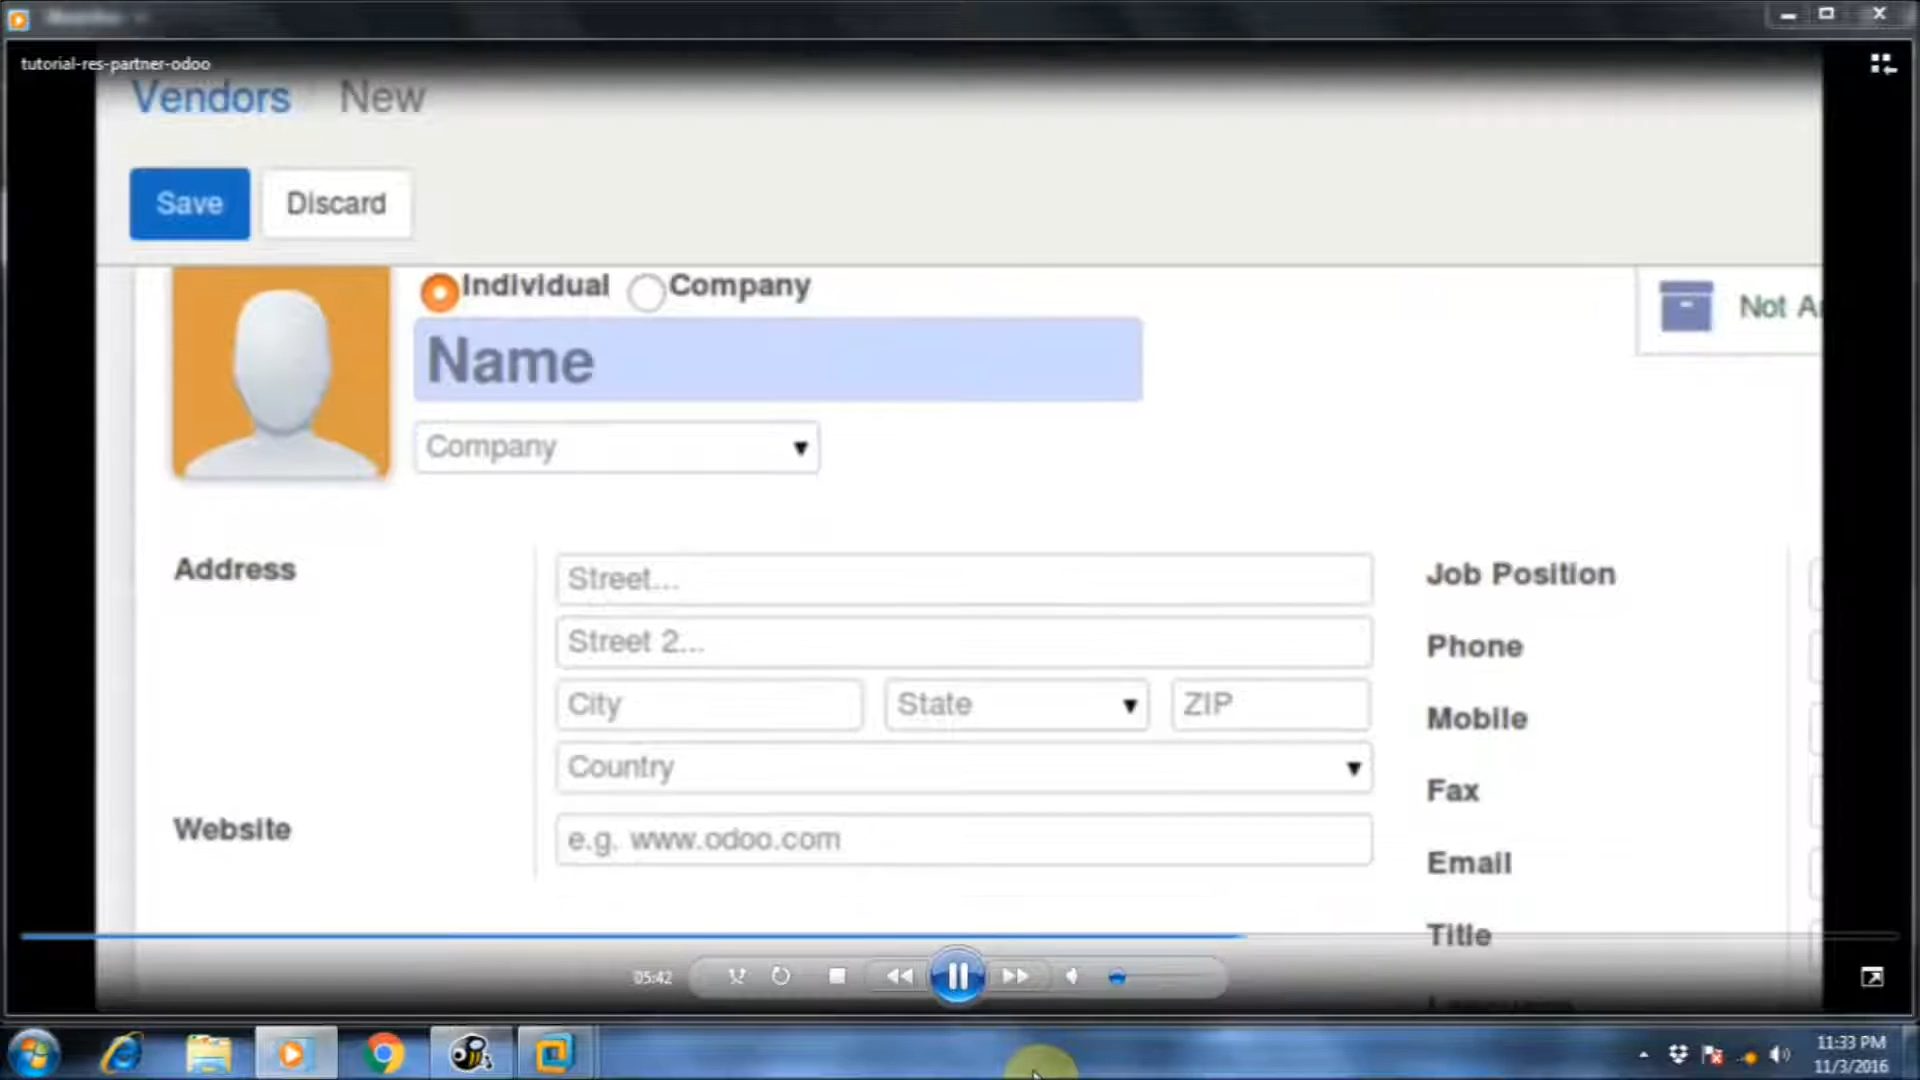 tutorial-res-partner-odoo
Vendors / New
Save Discard
Individual Company
Not
Name
Company
Address
Street...
Job Position
Street 2...
Phone
City State ZIP
Mobile
Country
Fax
Website
e.g. www.odoo.com
Email
Title
05:42
11:33 PM
11/3/2016